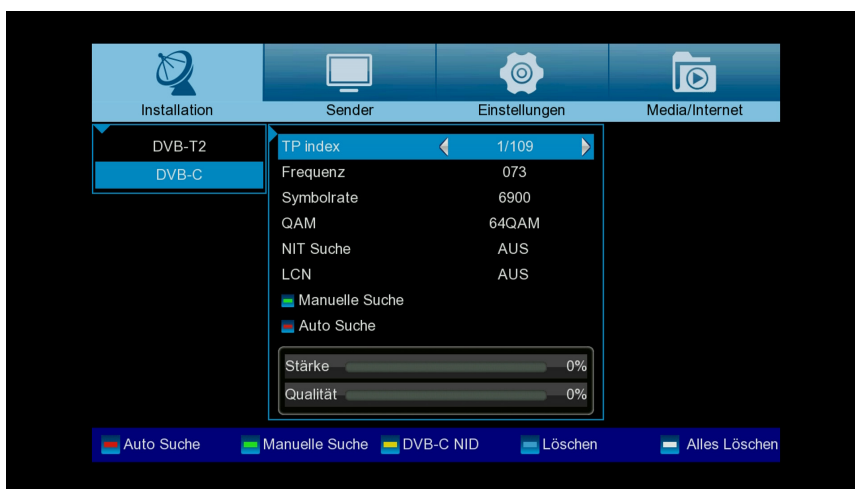 Installation Sender Einstellungen Media/Internet
DVB-T2
DVB-C
TP index 1/109
Frequenz 073
Symbolrate 6900
QAM 64QAM
NIT Suche AUS
LCN AUS
Manuelle Suche
Auto Suche
Stärke 0%
Qualität 0%
Auto Suche Manuelle Suche DVB-C NID Löschen Alles Löschen